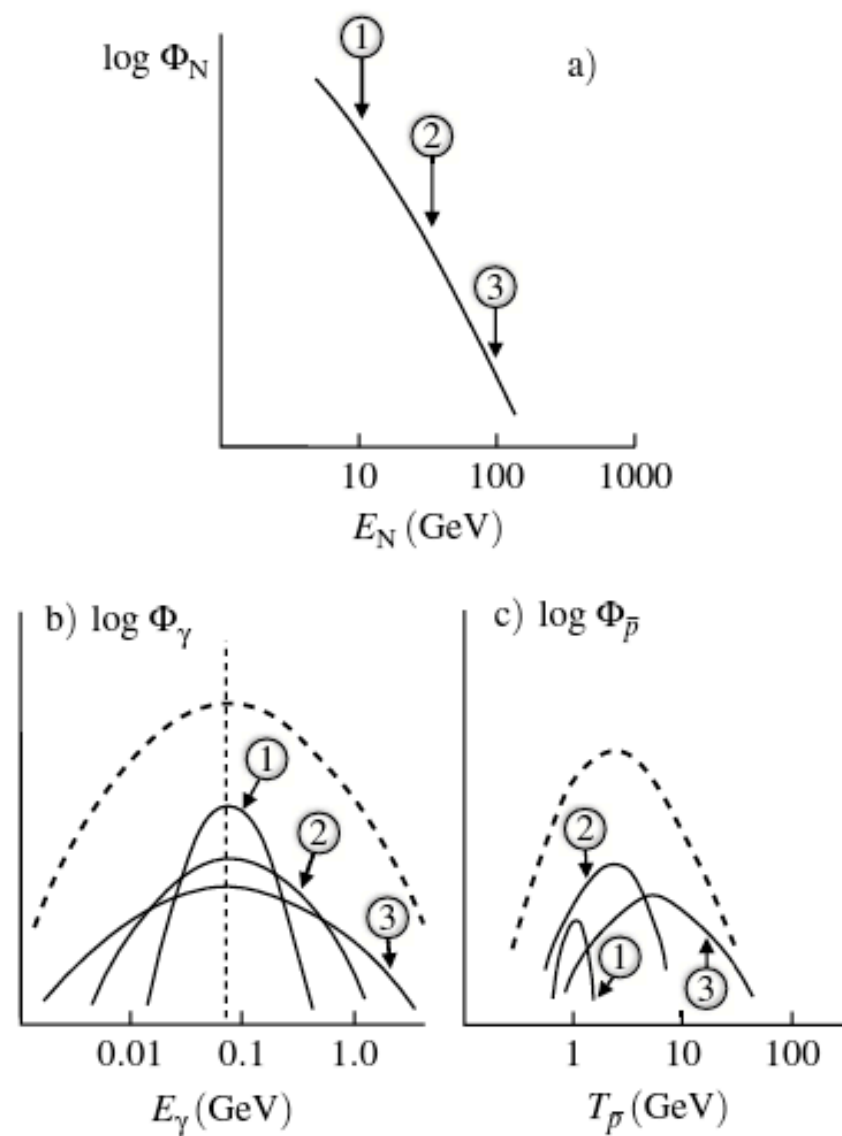 log Φ_N
①
a)
②
③
10 100 1000
E_N (GeV)
b) log Φ_γ
①
②
③
0.01 0.1 1.0
E_γ (GeV)
c) log Φ_p̄
②
①
③
1 10 100
T_p̄ (GeV)